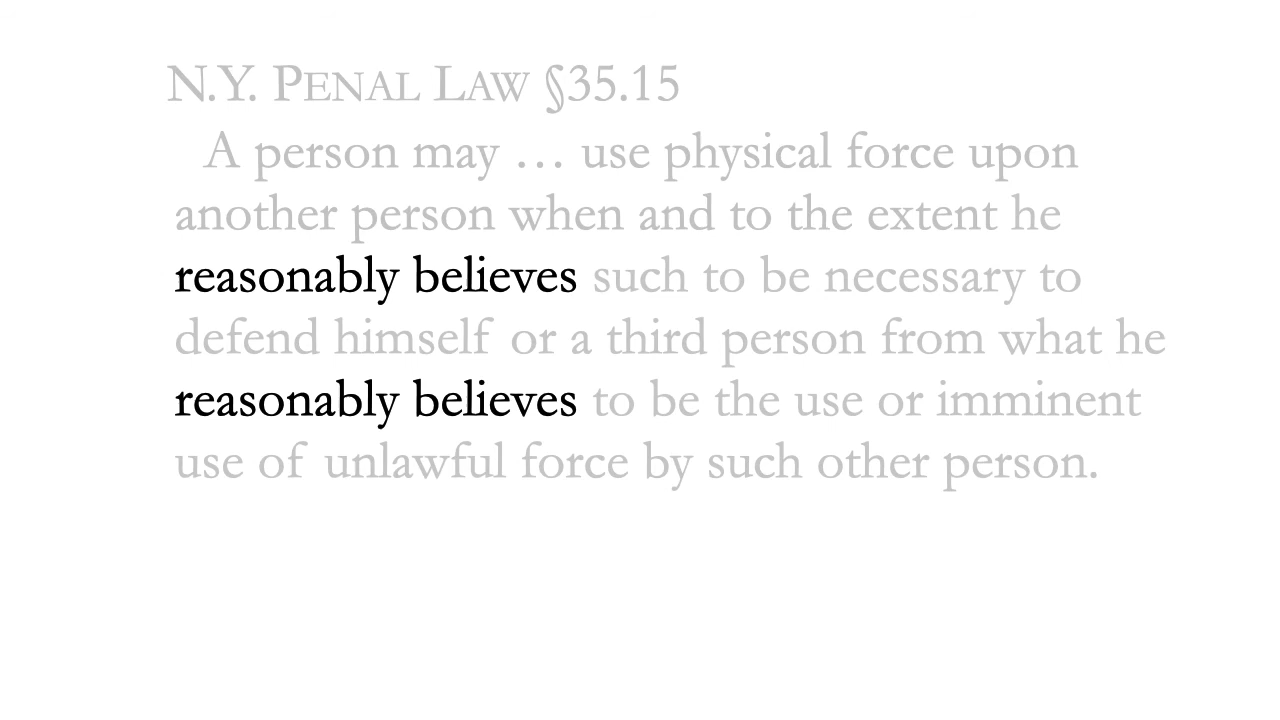 N.Y. PENAL LAW §35.15
A person may … use physical force upon
another person when and to the extent he
reasonably believes such to be necessary to
defend himself or a third person from what he
reasonably believes to be the use or imminent
use of unlawful force by such other person.